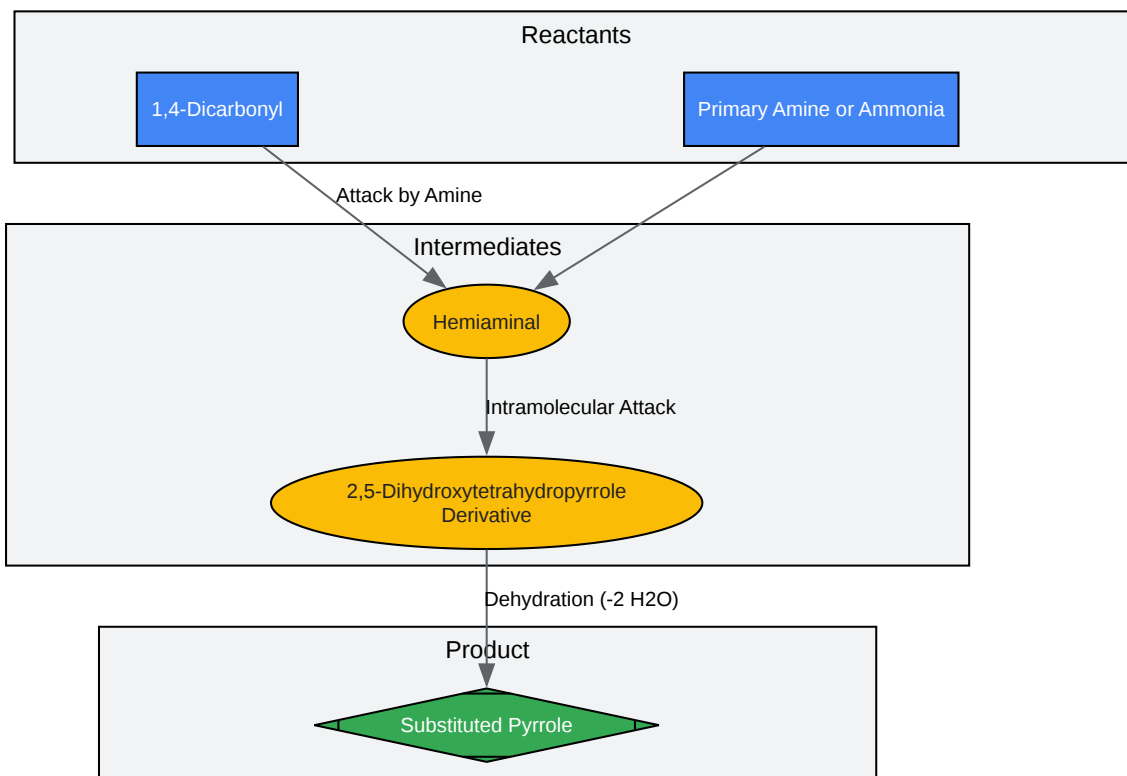 Reactants
1,4-Dicarbonyl
Primary Amine or Ammonia
Attack by Amine
Intermediates
Hemiaminal
Intramolecular Attack
2,5-Dihydroxytetrahydropyrrole
Derivative
Dehydration (-2 H2O)
Product
Substituted Pyrrole